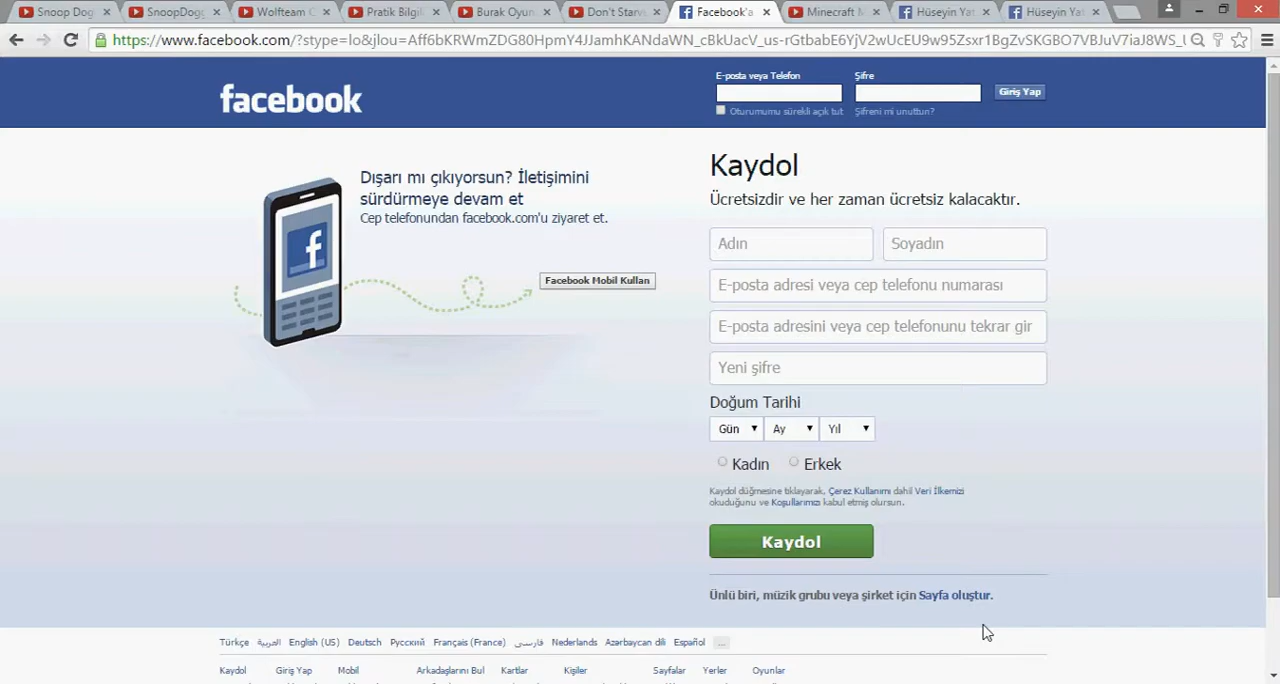 Snoop Dog
SnoopDogg
Wolfteam C
Pratik Bilgil
Burak Oyun
Don't Starv
Facebook'a
Minecraft M
Hüseyin Yat
Hüseyin Yat
https://www.facebook.com/?stype=lo&jlou=Aff6bKRWmZDG80HpmY4JJamhKANdaWN_cBkUacV_us-rGtbabE6YjV2wUcEU9w95Zsxr1BgZvSKGBO7VBJuV7iaJ8WS_U
facebook
E-posta veya Telefon
Şifre
Giriş Yap
Oturumumu sürekli açık tut
Şifreni mi unuttun?
Dışarı mı çıkıyorsun? İletişimini
sürdürmeye devam et
Cep telefonundan facebook.com'u ziyaret et.
Facebook Mobil Kullan
Kaydol
Ücretsizdir ve her zaman ücretsiz kalacaktır.
Adın
Soyadın
E-posta adresi veya cep telefonu numarası
E-posta adresini veya cep telefonunu tekrar gir
Yeni şifre
Doğum Tarihi
Gün Ay Yıl
Kadın Erkek
Kaydol düğmesine tıklayarak, Çerez Kullanımı dahil Veri İlkemizi
okuduğunu ve Koşullarımızı kabul etmiş olursun.
Kaydol
Ünlü biri, müzik grubu veya şirket için Sayfa oluştur.
Türkçe العربية English (US) Deutsch Русский Français (France) فارسی Nederlands Azərbaycan dili Español ...
Kaydol Giriş Yap Mobil Arkadaşlarını Bul Kartlar Kişiler Sayfalar Yerler Oyunlar